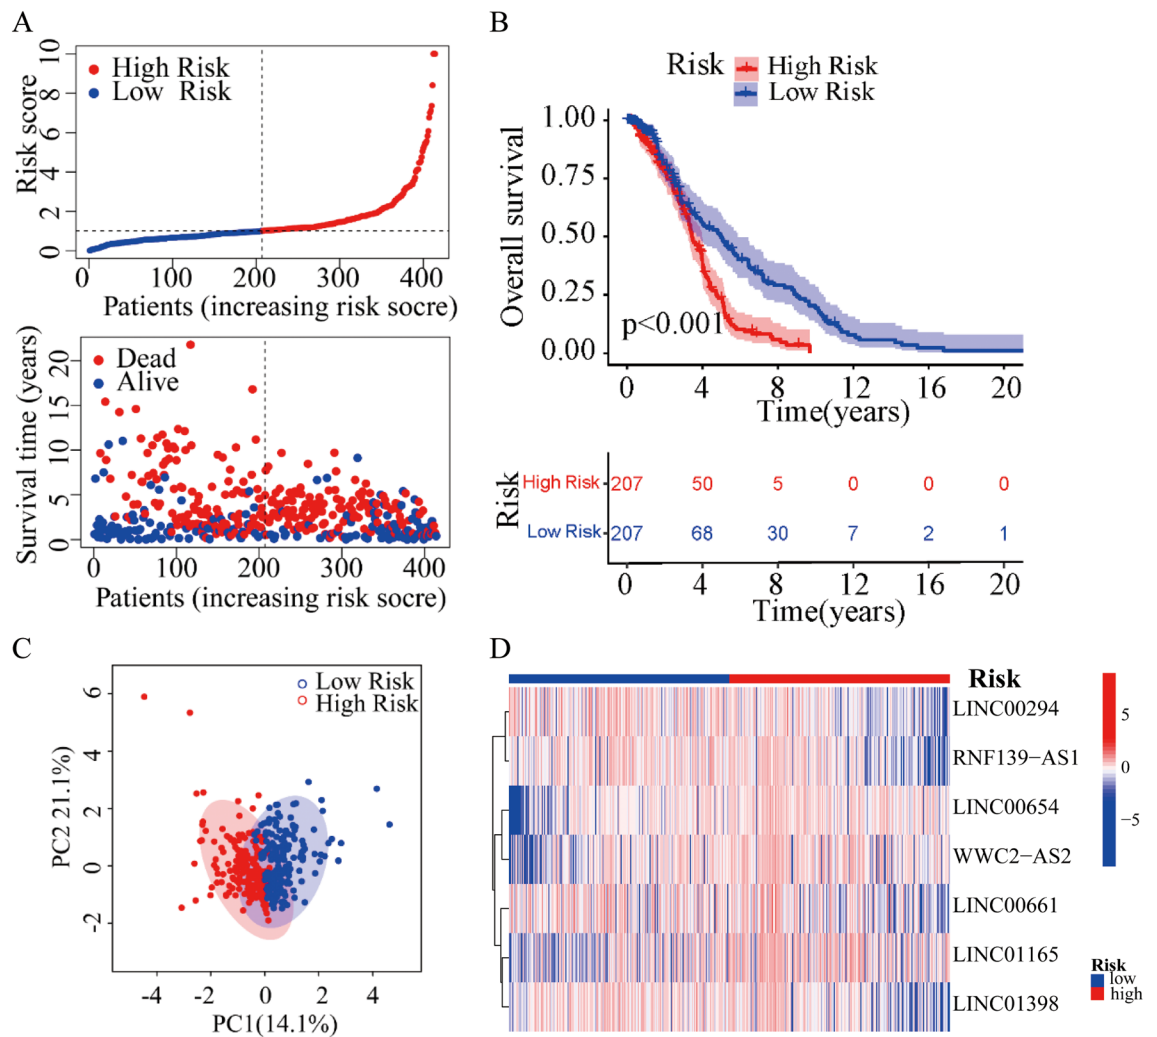 A
Risk score
10
8
6
4
2
0
High Risk
Low Risk
0 100 200 300 400
Patients (increasing risk socre)
Survival time (years)
20
15
10
5
0
Dead
Alive
0 100 200 300 400
Patients (increasing risk socre)
B
Risk High Risk
Low Risk
Overall survival
1.00
0.75
0.50
0.25
0.00
p<0.001
0 4 8 12 16 20
Time(years)
Risk
High Risk 207 50 5 0 0 0
Low Risk 207 68 30 7 2 1
0 4 8 12 16 20
Time(years)
C
PC2 21.1%)
6
4
2
0
-2
Low Risk
High Risk
-4 -2 0 2 4
PC1(14.1%)
D
Risk
LINC00294
RNF139−AS1
LINC00654
WWC2−AS2
LINC00661
LINC01165
LINC01398
5
0
−5
Risk
low
high